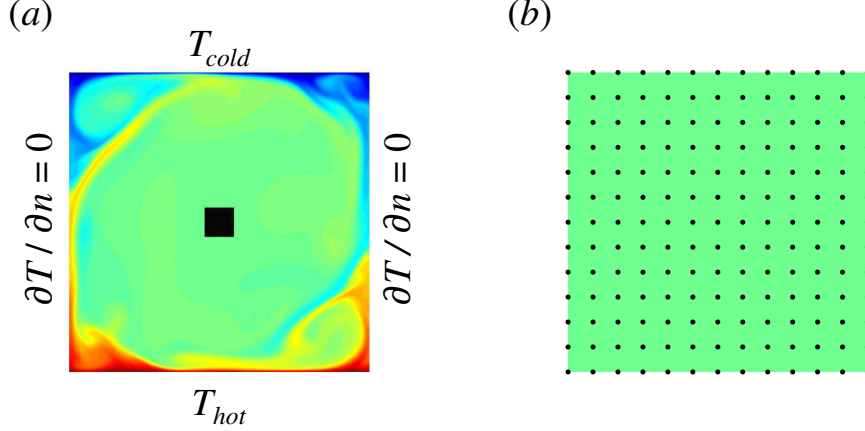 (a)
(b)
T_cold
∂T / ∂n = 0
∂T / ∂n = 0
T_hot